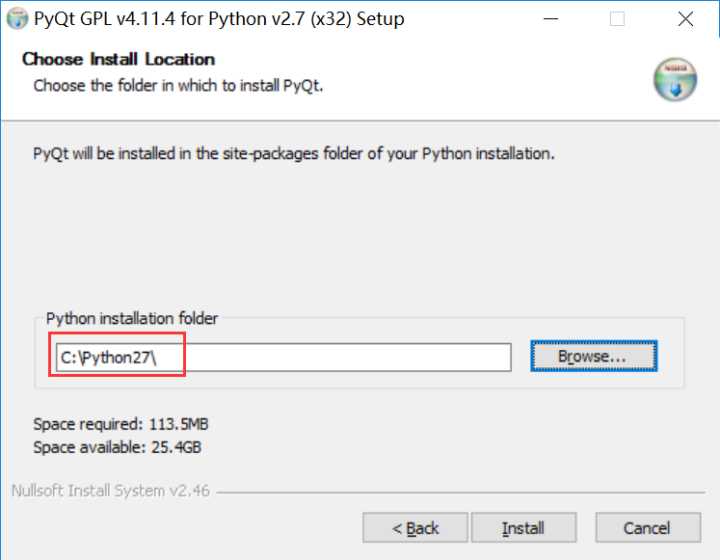 PyQt GPL v4.11.4 for Python v2.7 (x32) Setup
Choose Install Location
Choose the folder in which to install PyQt.
PyQt will be installed in the site-packages folder of your Python installation.
Python installation folder
C:\Python27\
Browse...
Space required: 113.5MB
Space available: 25.4GB
Nullsoft Install System v2.46
< Back
Install
Cancel